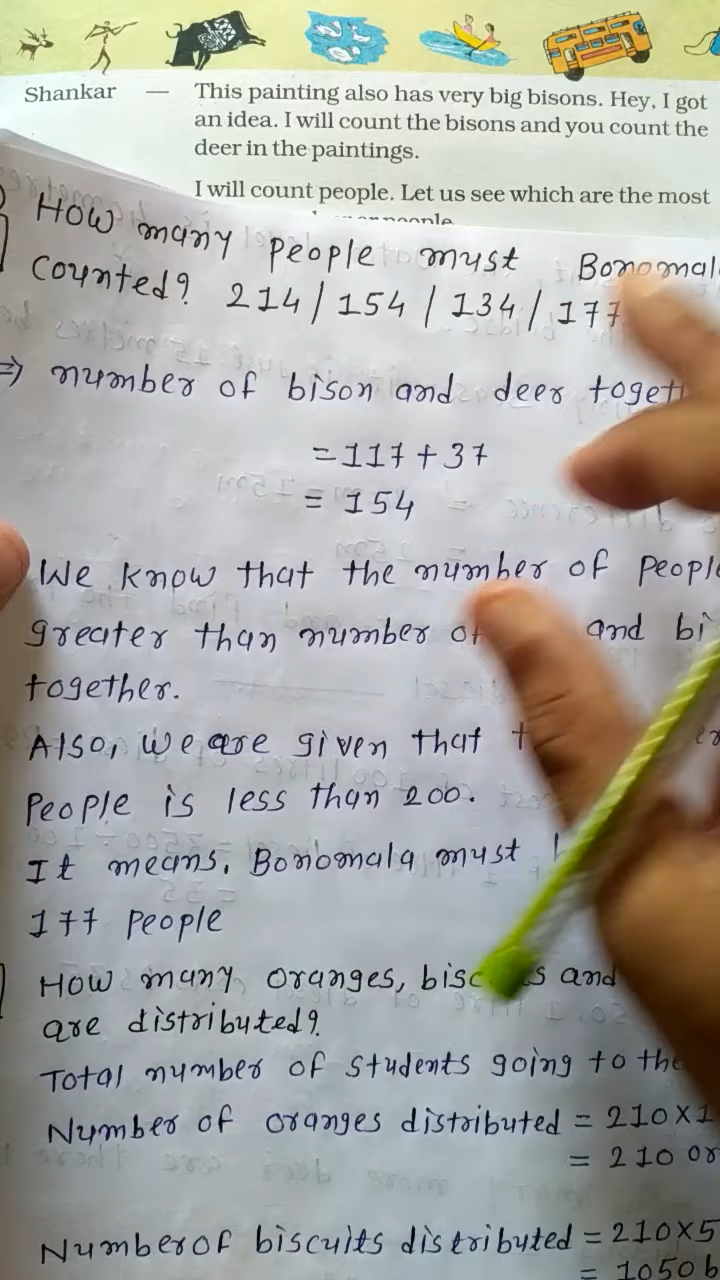 Shankar — This painting also has very big bisons. Hey, I got
an idea. I will count the bisons and you count the
deer in the paintings.
I will count people. Let us see which are the most
How many people must Bonomal
counted? 214/154/134/177
⇒ number of bison and deer toget
=117+37
= 154
We know that the number of peopl
greater than number of and bi
together.
Also, we are given that t
people is less than 200.
It means, Bonomala must
177 people
How many oranges, and
are distributed?
Total number of students going to the
Number of oranges distributed = 210×1
= 210 or
Number of biscuits distributed = 210×5
= 1050 b